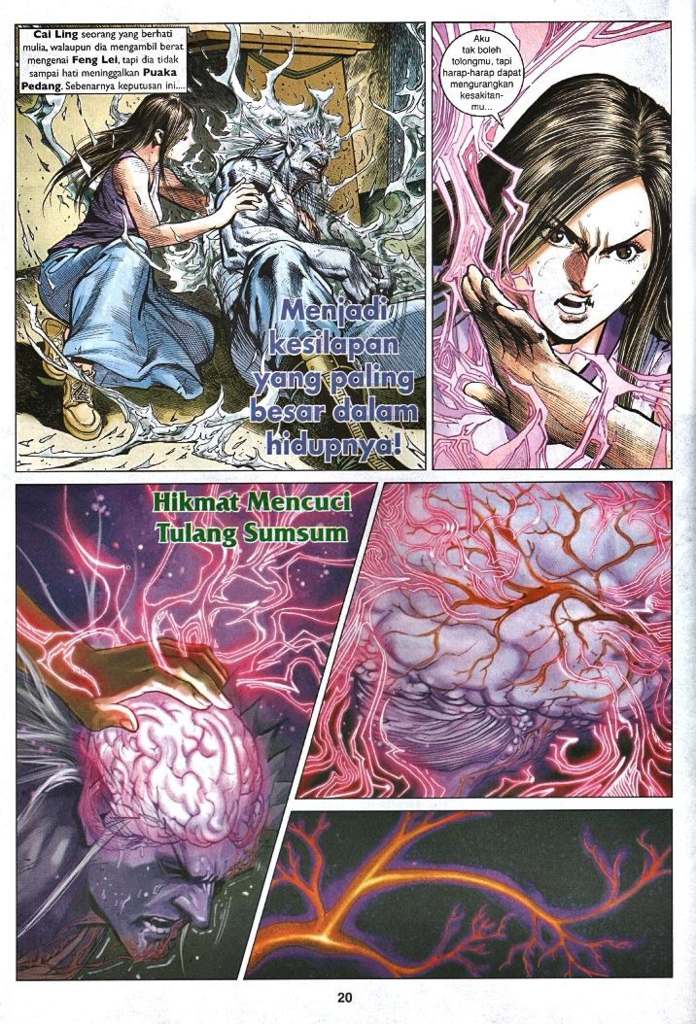 Cai Ling seorang yang berhati
mulia, walaupun dia mengambil berat
mengenai Feng Lei, tapi dia tidak
sampai hati meninggalkan Puaka
Pedang. Sebenarnya keputusan ini....
Aku
tak boleh
tolongmu, tapi
harap-harap dapat
mengurangkan
kesakitan-
mu...
Menjadi
kesilapan
yang paling
besar dalam
hidupnya!
Hikmat Mencuci
Tulang Sumsum
20